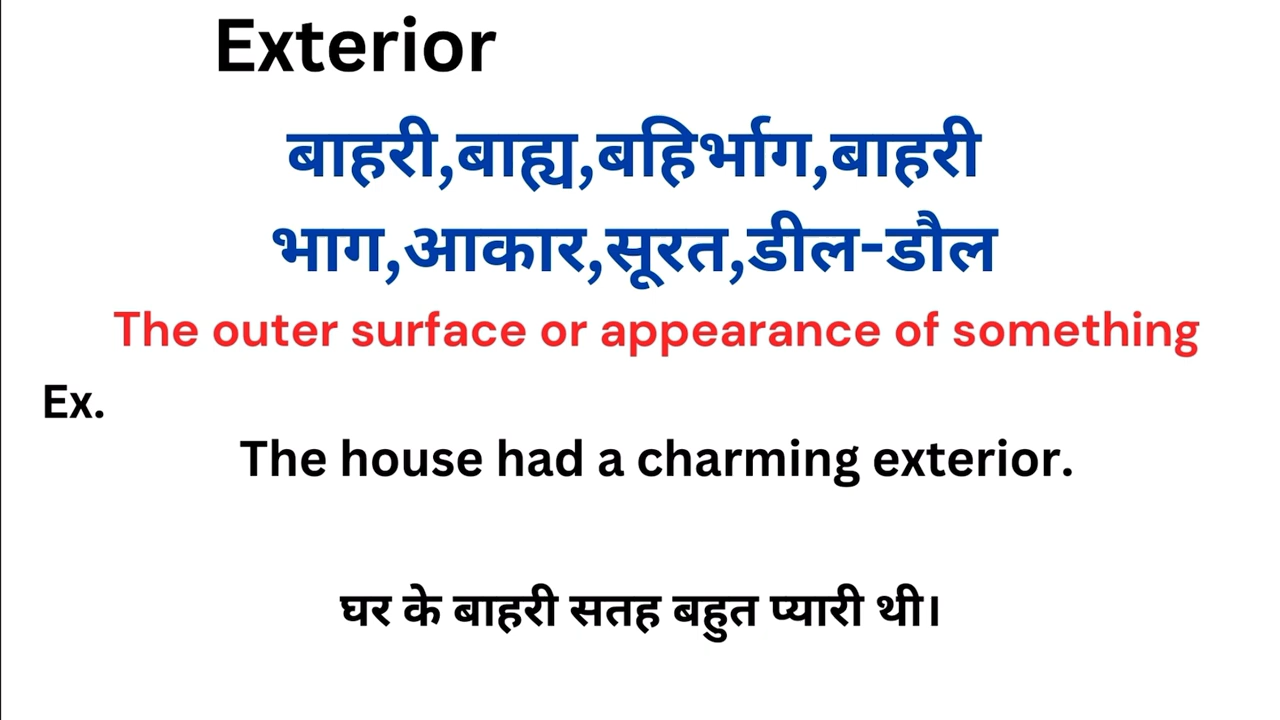 Exterior
बाहरी,बाह्य,बहिर्भाग,बाहरी
भाग,आकार,सूरत,डील-डौल
The outer surface or appearance of something
Ex.
The house had a charming exterior.
घर के बाहरी सतह बहुत प्यारी थी।